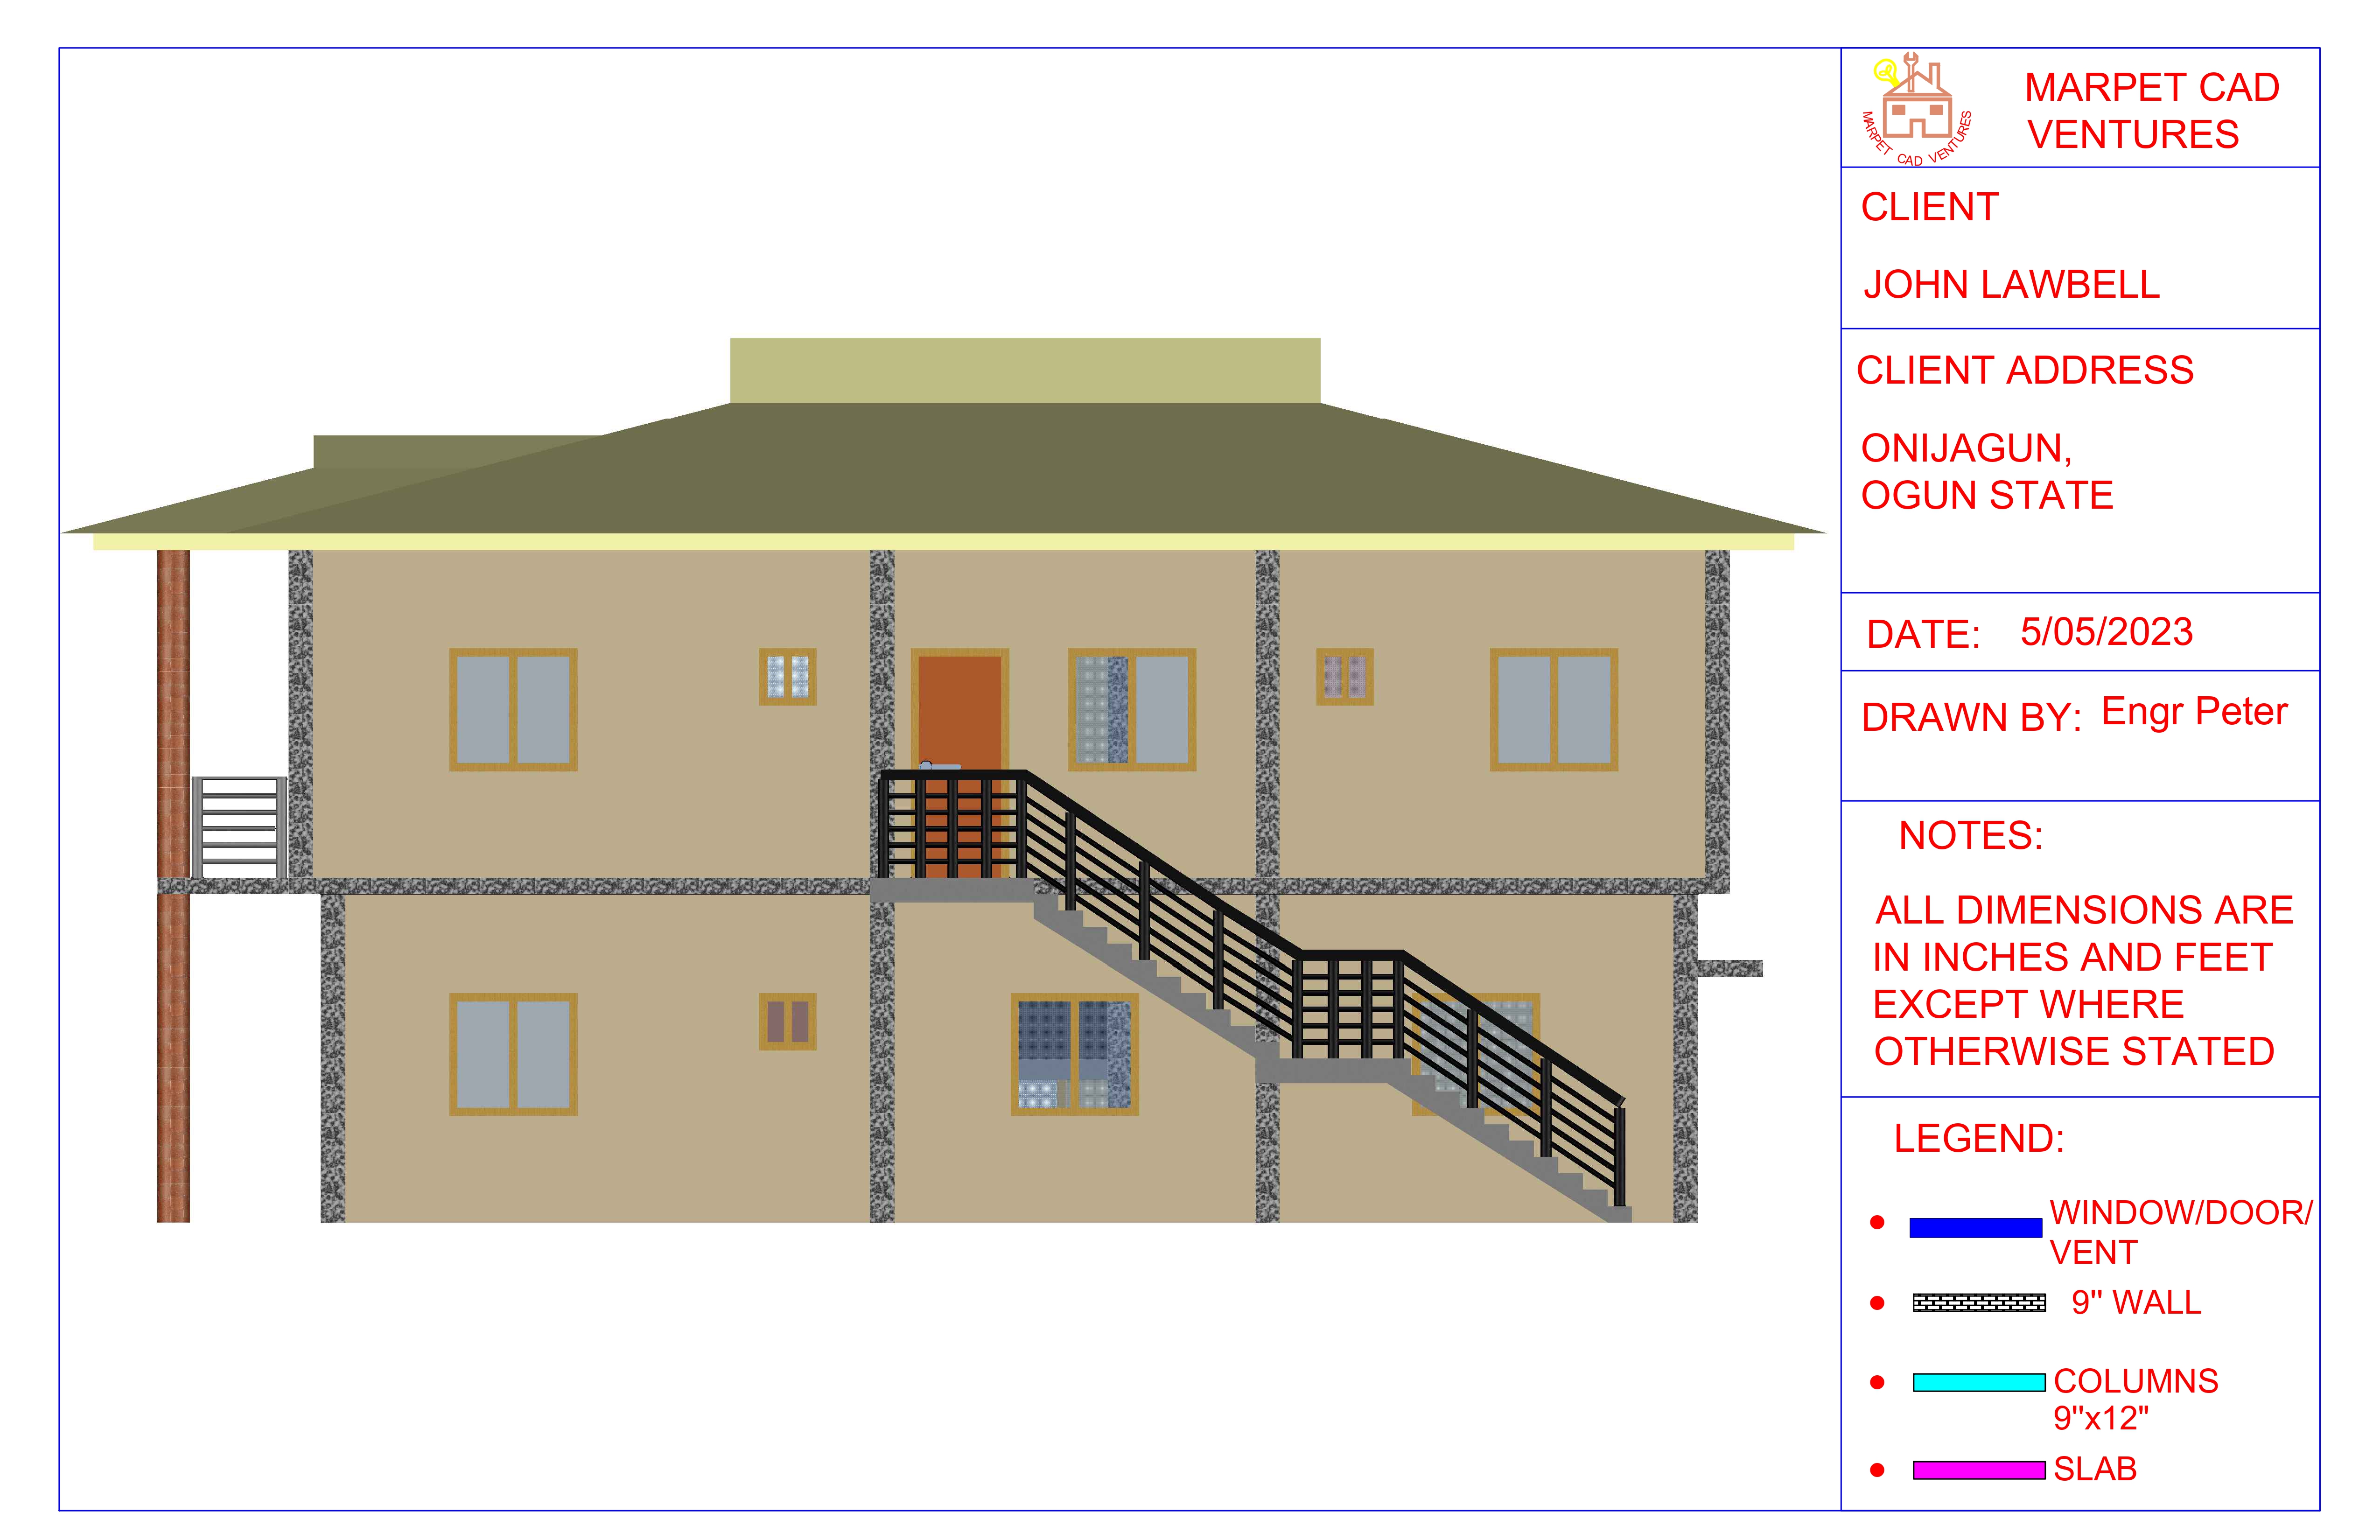 MARPET CAD VENTURES
MARPET CAD
VENTURES
CLIENT
JOHN LAWBELL
CLIENT ADDRESS
ONIJAGUN,
OGUN STATE
DATE: 5/05/2023
DRAWN BY: Engr Peter
NOTES:
ALL DIMENSIONS ARE
IN INCHES AND FEET
EXCEPT WHERE
OTHERWISE STATED
LEGEND:
WINDOW/DOOR/
VENT
9" WALL
COLUMNS
9"x12"
SLAB